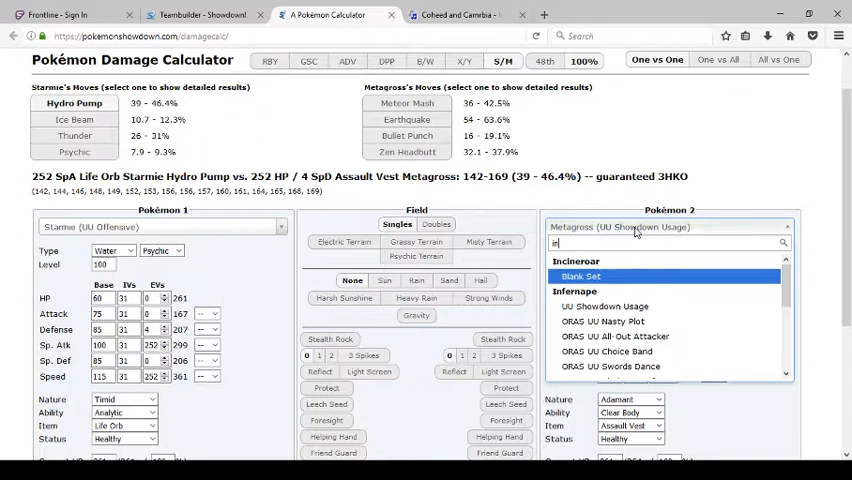 Frontline - Sign In Teambuilder - Showdown! A Pokémon Calculator Coheed and Camrbia - I
https://pokemonshowdown.com/damagecalc/ Search
Pokémon Damage Calculator RBY GSC ADV DPP B/W X/Y S/M 48th 100% One vs One One vs All All vs One
Starmie's Moves (select one to show detailed results) Metagross's Moves (select one to show detailed results)
Hydro Pump 39 - 46.4% Meteor Mash 36 - 42.5%
Ice Beam 10.7 - 12.3% Earthquake 54 - 63.6%
Thunder 26 - 31% Bullet Punch 16 - 19.1%
Psychic 7.9 - 9.3% Zen Headbutt 32.1 - 37.9%
252 SpA Life Orb Starmie Hydro Pump vs. 252 HP / 4 SpD Assault Vest Metagross: 142-169 (39 - 46.4%) -- guaranteed 3HKO
(142, 144, 146, 148, 149, 152, 153, 154, 156, 157, 160, 161, 164, 165, 168, 169)
Pokémon 1 Field Pokémon 2
Starmie (UU Offensive) Singles Doubles Metagross (UU Showdown Usage)
Type Water Psychic Electric Terrain Grassy Terrain Misty Terrain in
Level 100 Psychic Terrain Incineroar
Base IVs EVs None Sun Rain Sand Hail Blank Set
HP 60 31 0 261 Harsh Sunshine Heavy Rain Strong Winds Infernape
Attack 75 31 0 167 -- Gravity UU Showdown Usage
Defense 85 31 4 207 -- Stealth Rock Stealth Rock ORAS UU Nasty Plot
Sp. Atk 100 31 252 299 -- 0 1 2 3 Spikes 0 1 2 3 Spikes ORAS UU All-Out Attacker
Sp. Def 85 31 0 206 -- Reflect Light Screen Reflect Light Screen ORAS UU Choice Band
Speed 115 31 252 361 -- Protect Protect ORAS UU Swords Dance
Nature Timid Leech Seed Leech Seed Nature Adamant
Ability Analytic Foresight Foresight Ability Clear Body
Item Life Orb Helping Hand Helping Hand Item Assault Vest
Status Healthy Friend Guard Friend Guard Status Healthy